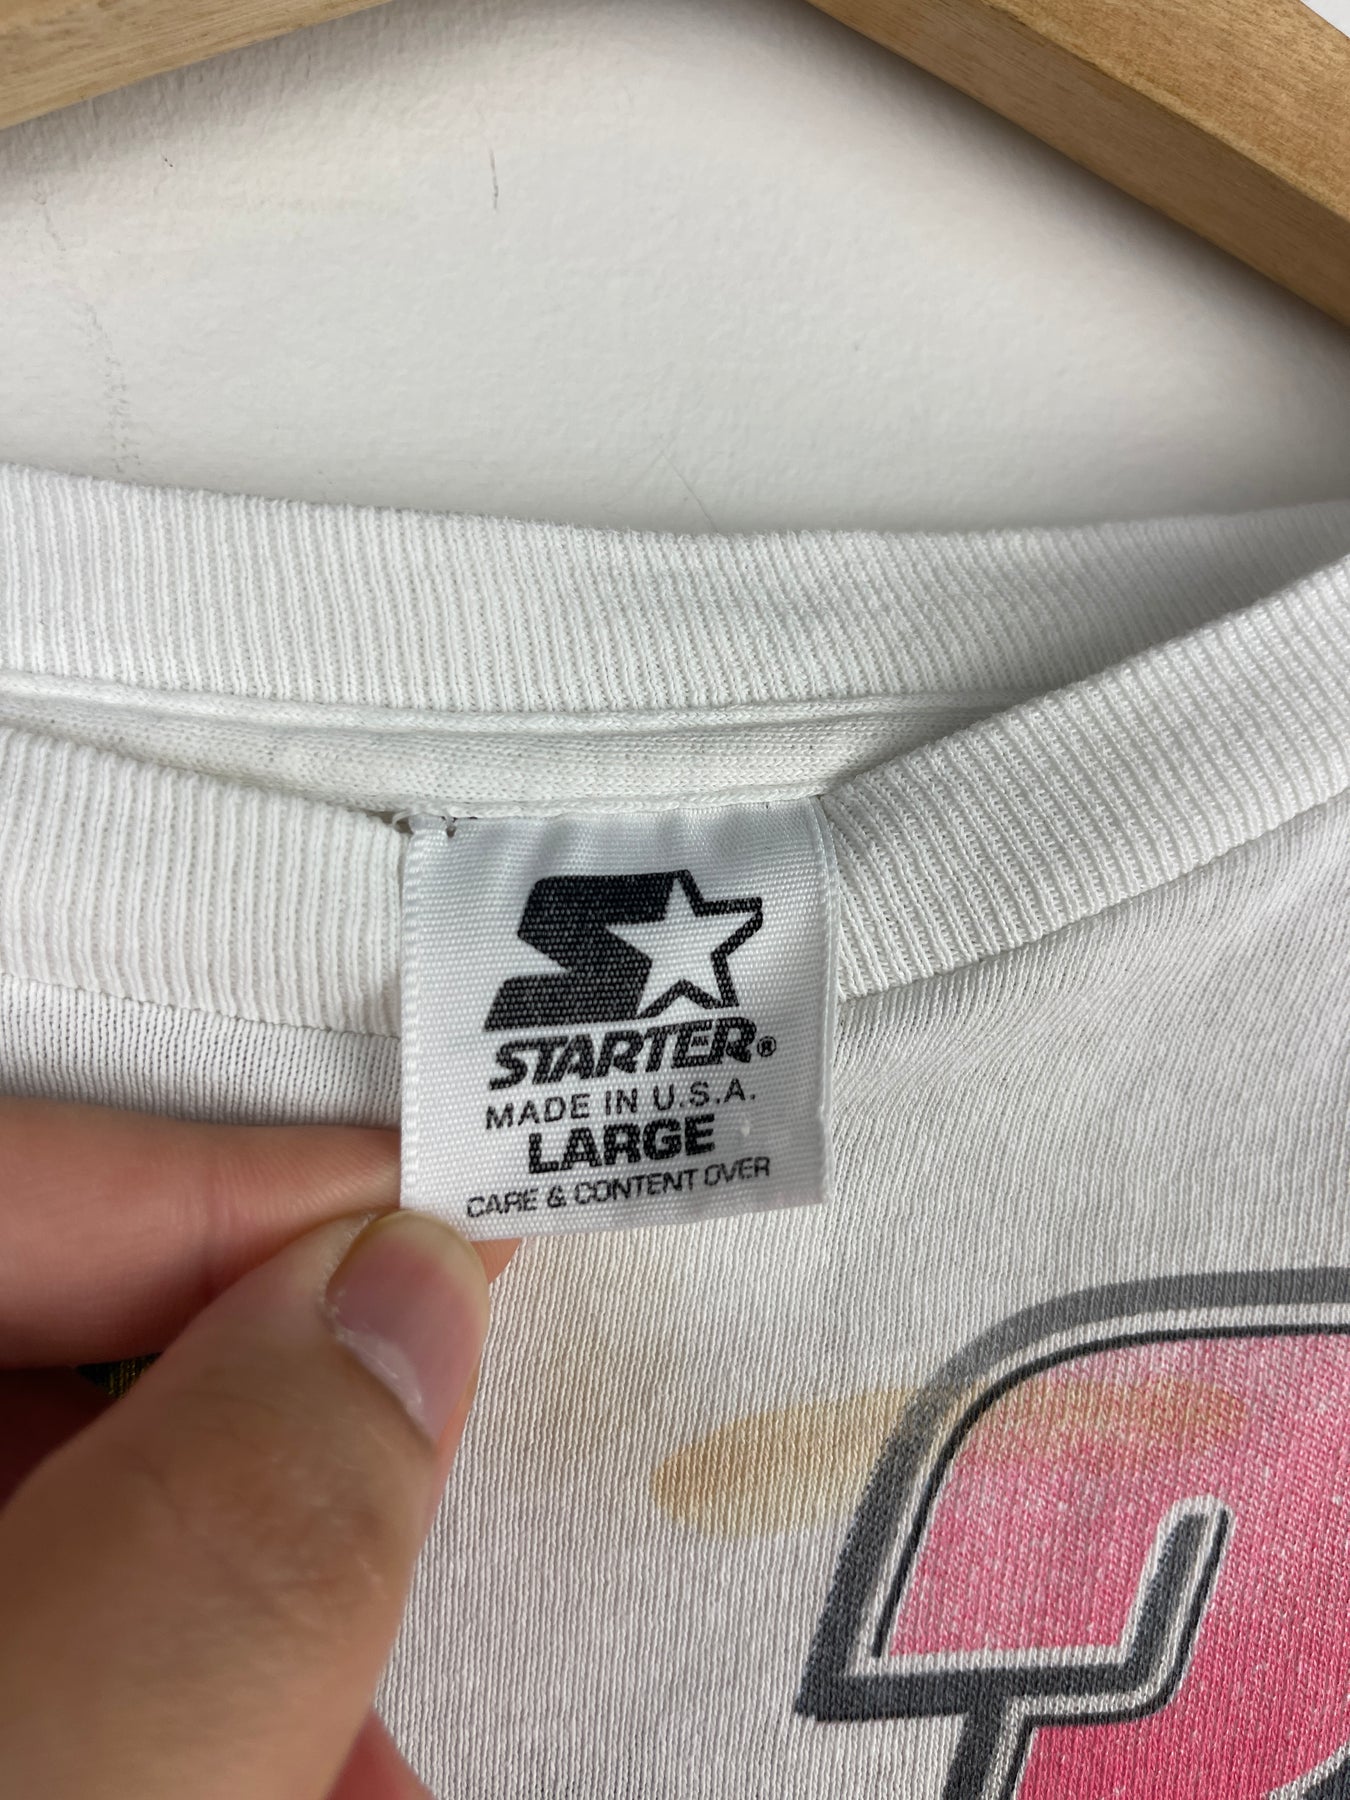 STARTER®
MADE IN U.S.A.
LARGE
CARE & CONTENT OVER